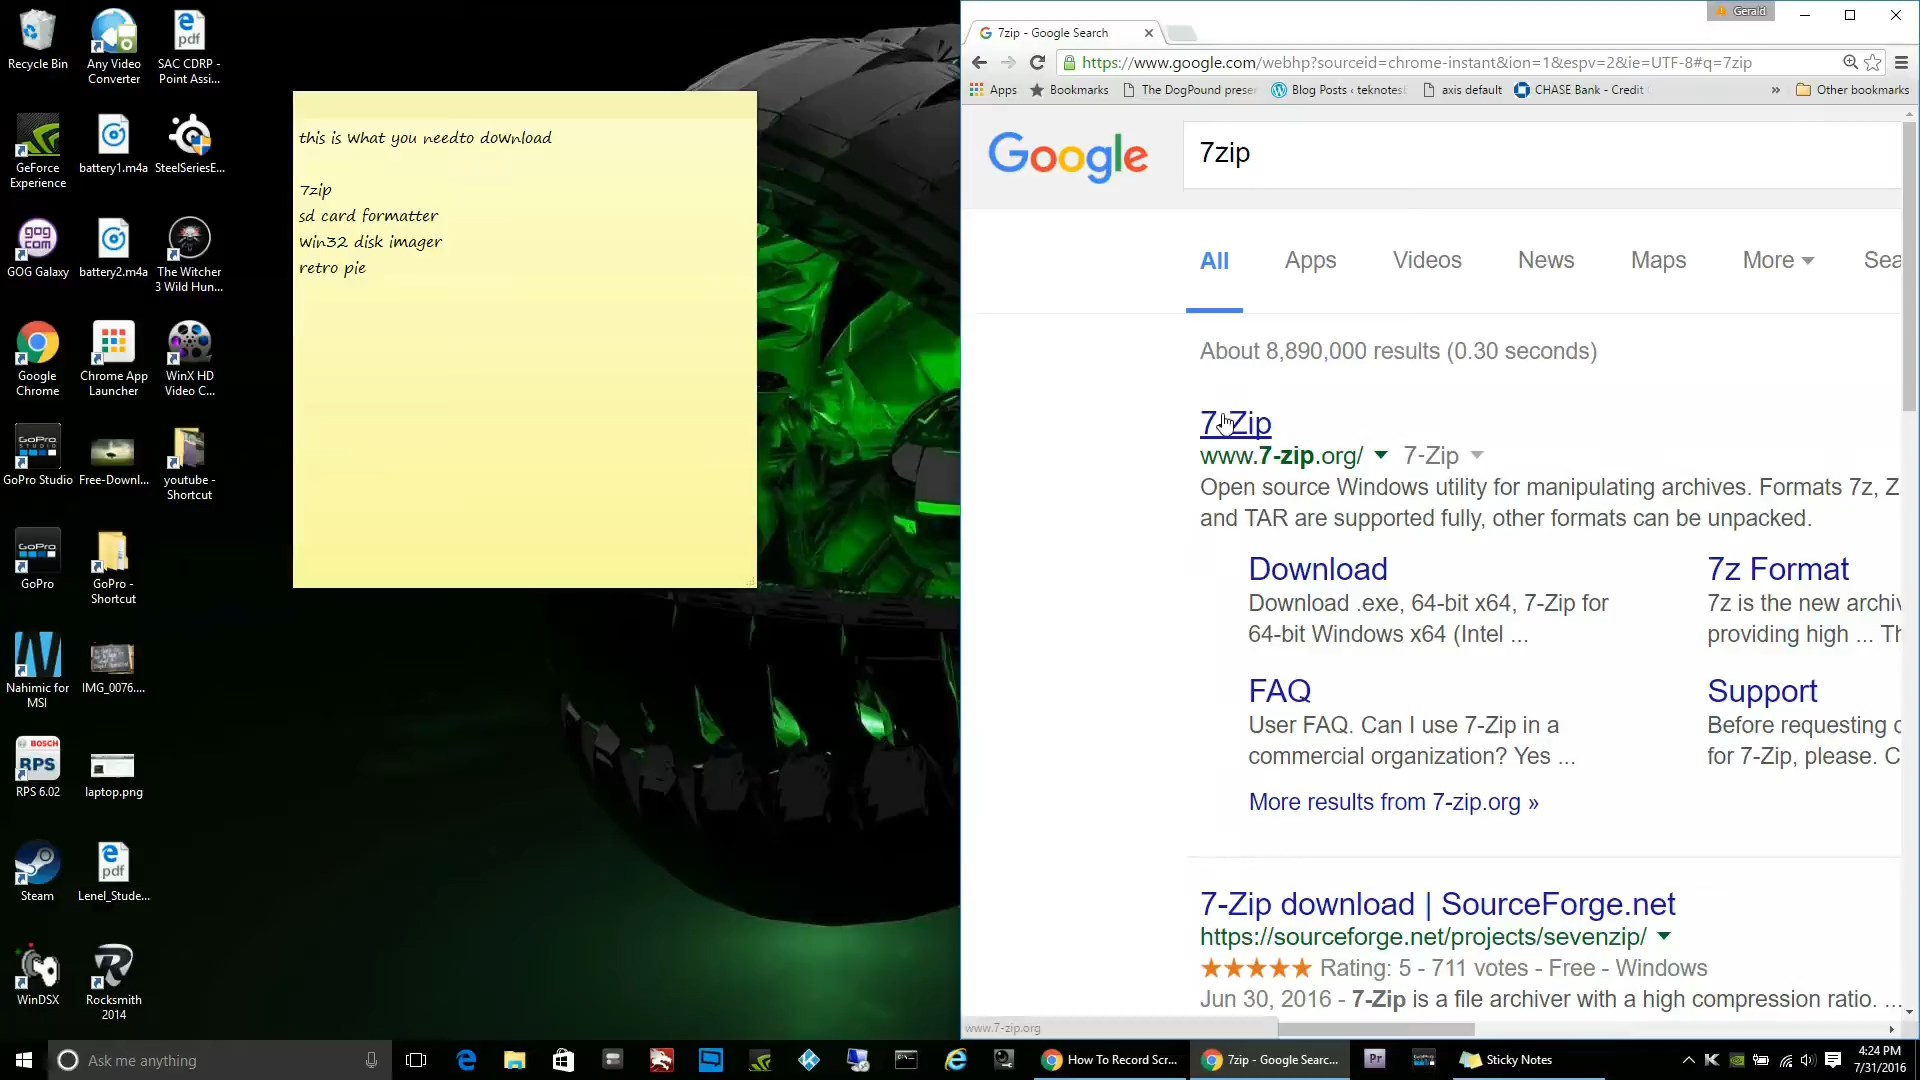 Recycle Bin
Any Video
Converter
SAC CDRP -
Point Assi...
GeForce
Experience
battery1.m4a
SteelSeriesE...
GOG Galaxy
battery2.m4a
The Witcher
3 Wild Hun...
Google
Chrome
Chrome App
Launcher
WinX HD
Video C...
GoPro Studio
Free-Downl...
youtube -
Shortcut
GoPro
GoPro -
Shortcut
Nahimic for
MSI
IMG_0076....
RPS 6.02
laptop.png
Steam
Lenel_Stude...
WinDSX
Rocksmith
2014
this is What you needto doWnload
7zip
sd card formatter
Win32 disk imager
retro pie
Gerald
7zip - Google Search
https://www.google.com/webhp?sourceid=chrome-instant&ion=1&espv=2&ie=UTF-8#q=7zip
Apps
Bookmarks
The DogPound prese
Blog Posts ‹ teknotes
axis default
CHASE Bank - Credit
»
Other bookmarks
Google
7zip
All
Apps
Videos
News
Maps
More
Sea
About 8,890,000 results (0.30 seconds)
7-Zip
www.7-zip.org/
7-Zip
Open source Windows utility for manipulating archives. Formats 7z, Z
and TAR are supported fully, other formats can be unpacked.
Download
Download .exe, 64-bit x64, 7-Zip for
64-bit Windows x64 (Intel ...
7z Format
7z is the new archiv
providing high ... Th
FAQ
User FAQ. Can I use 7-Zip in a
commercial organization? Yes ...
Support
Before requesting c
for 7-Zip, please. C
More results from 7-zip.org »
7-Zip download | SourceForge.net
https://sourceforge.net/projects/sevenzip/
Rating: 5 - 711 votes - Free - Windows
Jun 30, 2016 - 7-Zip is a file archiver with a high compression ratio. ...
www.7-zip.org
Ask me anything
How To Record Scr...
7zip - Google Searc...
Pr
Sticky Notes
4:24 PM
7/31/2016